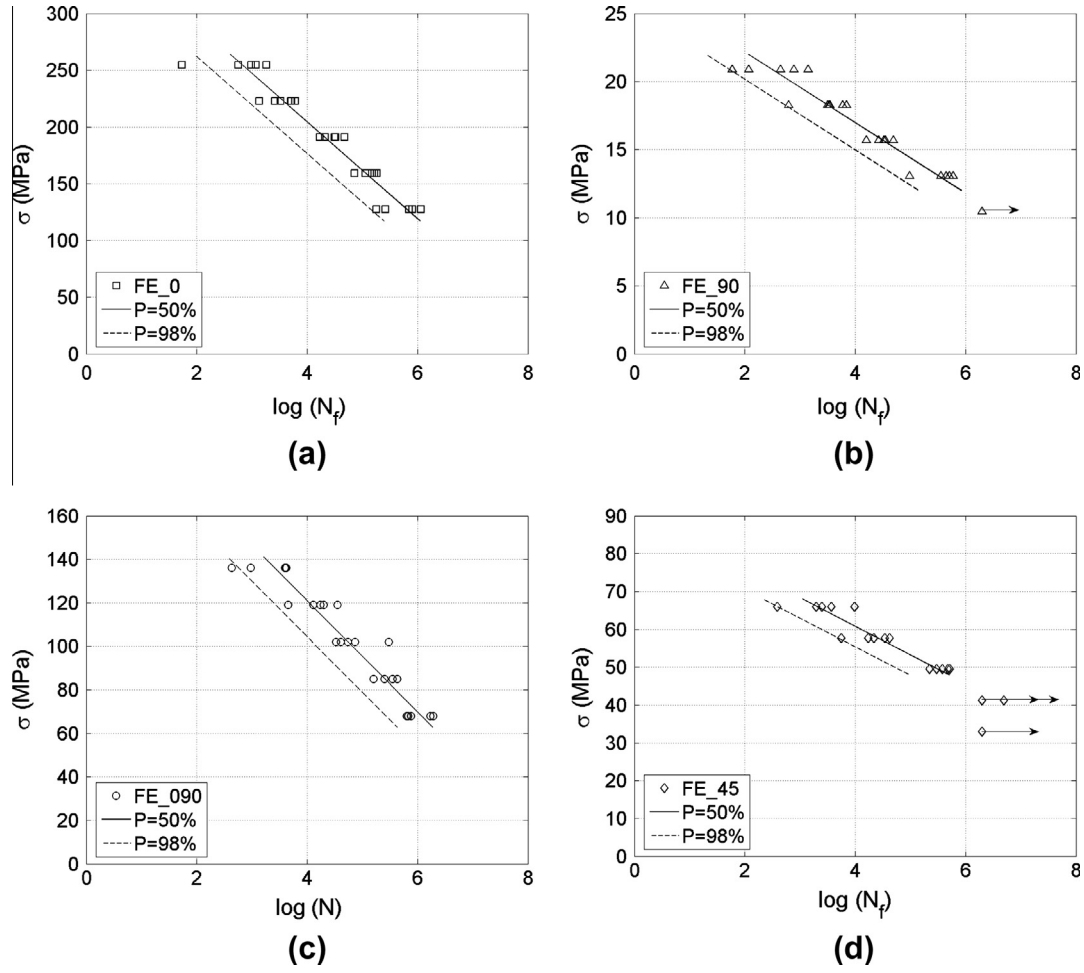 300
250
200
150
100
50
0
σ (MPa)
FE_0
P=50%
P=98%
0 2 4 6 8
log (N_f)
(a)
25
20
15
10
5
0
σ (MPa)
FE_90
P=50%
P=98%
0 2 4 6 8
log (N_f)
(b)
160
140
120
100
80
60
40
20
0
σ (MPa)
FE_090
P=50%
P=98%
0 2 4 6 8
log (N)
(c)
90
80
70
60
50
40
30
20
10
0
σ (MPa)
FE_45
P=50%
P=98%
0 2 4 6 8
log (N_f)
(d)